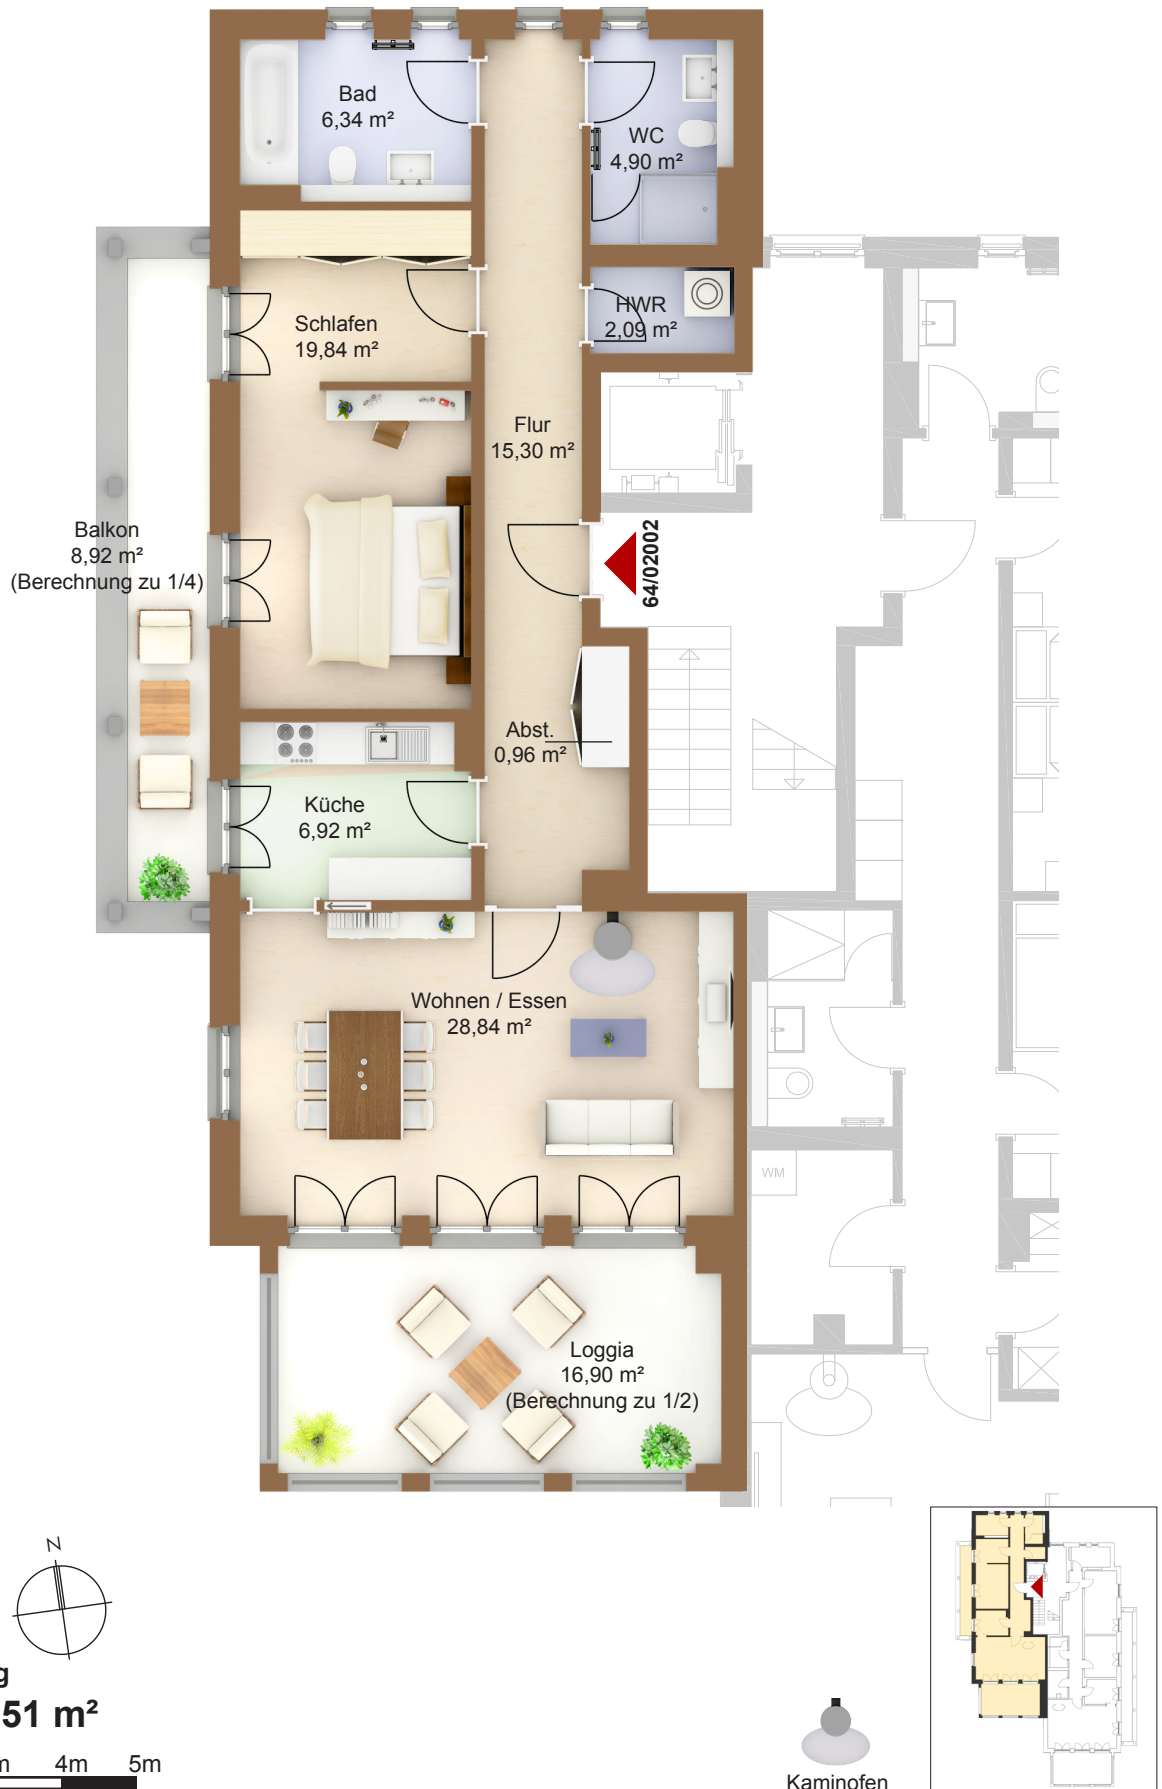 Bad
6,34 m²
WC
4,90 m²
Schlafen
19,84 m²
HWR
2,09 m²
Flur
15,30 m²
Balkon
8,92 m²
(Berechnung zu 1/4)
64/02002
Abst.
0,96 m²
Küche
6,92 m²
Wohnen / Essen
28,84 m²
WM
Loggia
16,90 m²
(Berechnung zu 1/2)
N
g
51 m²
m 4m 5m
Kaminofen